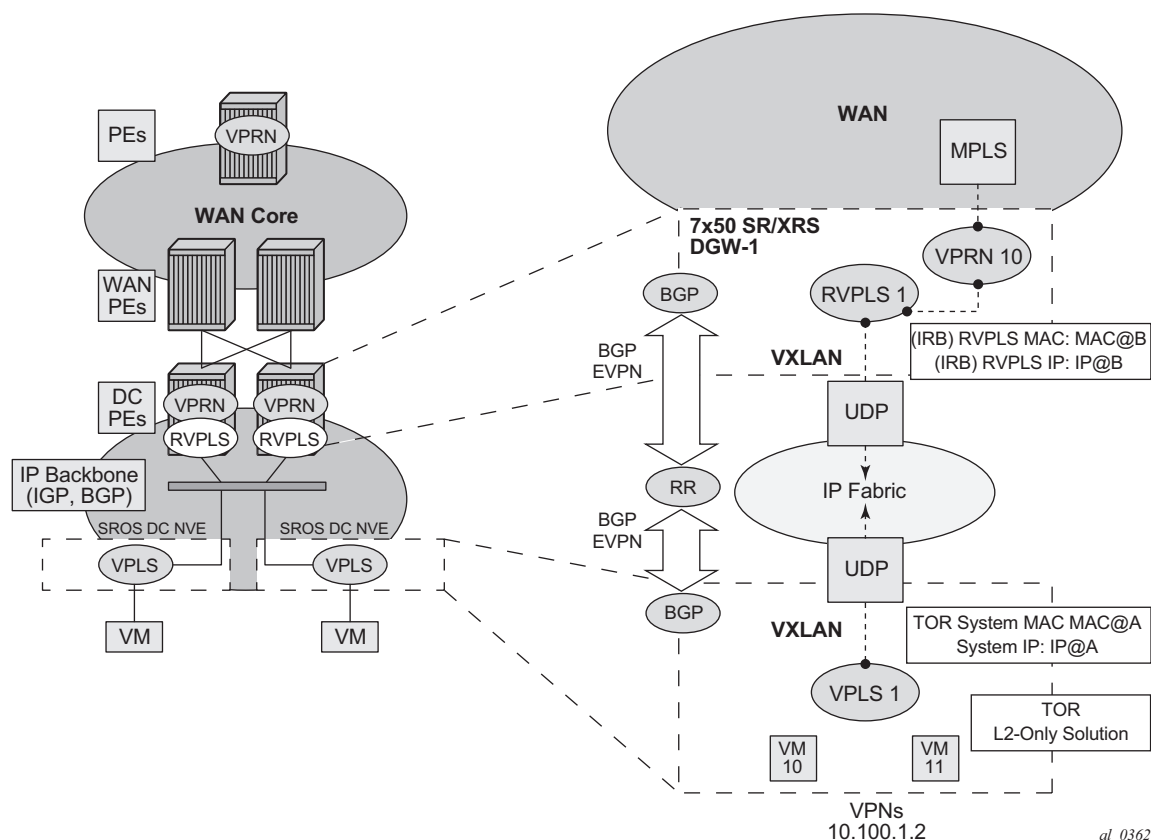 PEs
VPRN
WAN Core
WAN
PEs
DC
PEs
VPRN
VPRN
RVPLS
RVPLS
IP Backbone
(IGP, BGP)
SROS DC NVE
SROS DC NVE
VPLS
VPLS
VM
VM
WAN
MPLS
7x50 SR/XRS
DGW-1
VPRN 10
BGP
RVPLS 1
(IRB) RVPLS MAC: MAC@B
(IRB) RVPLS IP: IP@B
BGP
EVPN
VXLAN
UDP
RR
IP Fabric
BGP
EVPN
UDP
BGP
VXLAN
TOR System MAC MAC@A
System IP: IP@A
VPLS 1
TOR
L2-Only Solution
VM
10
VM
11
VPNs
10.100.1.2
al_0362